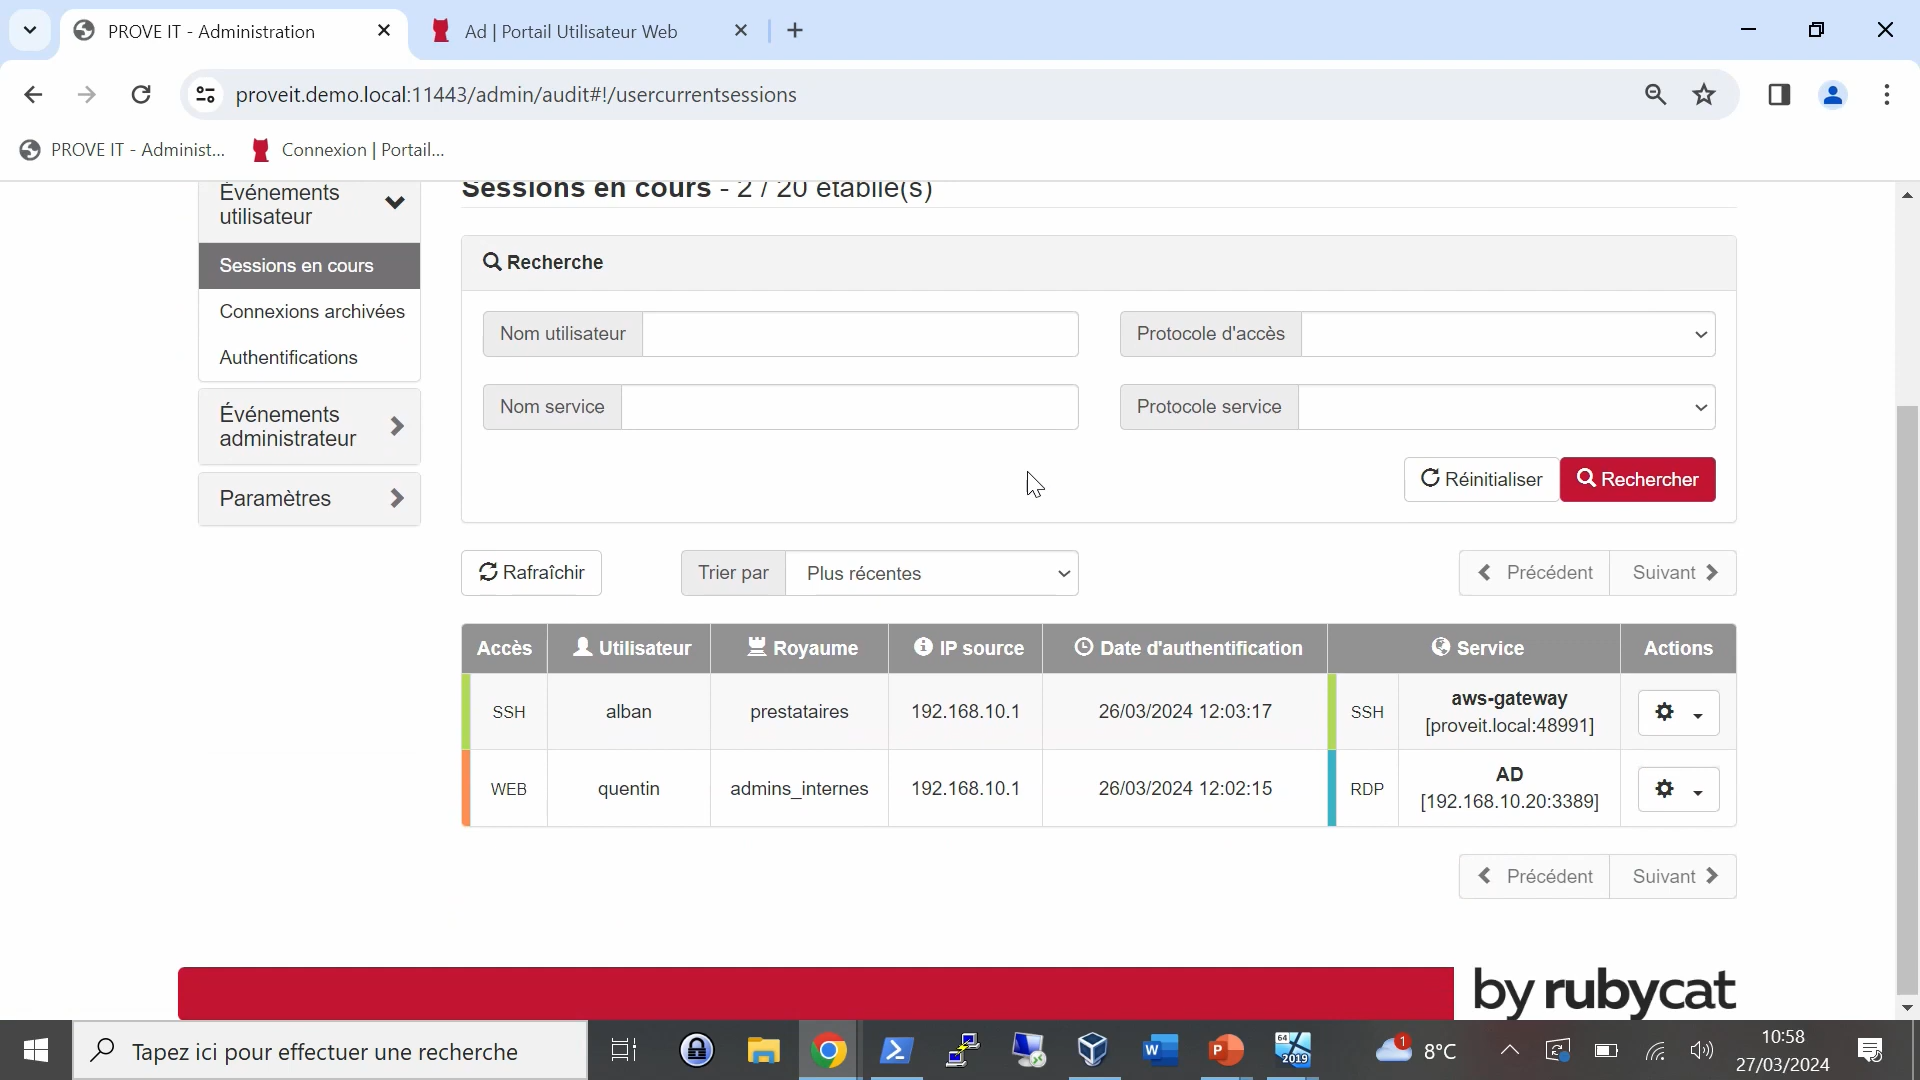 PROVE IT - Administration
Ad | Portail Utilisateur Web
proveit.demo.local:11443/admin/audit#!/usercurrentsessions
PROVE IT - Administ...
Connexion | Portail...
Événements utilisateur
Sessions en cours
Connexions archivées
Authentifications
Événements administrateur
Paramètres
Sessions en cours - 2 / 20 établie(s)
Recherche
Nom utilisateur
Protocole d'accès
Nom service
Protocole service
Réinitialiser
Rechercher
Rafraîchir
Trier par
Plus récentes
Précédent
Suivant
Accès Utilisateur Royaume IP source Date d'authentification Service Actions
SSH alban prestataires 192.168.10.1 26/03/2024 12:03:17 SSH aws-gateway
[proveit.local:48991]
WEB quentin admins_internes 192.168.10.1 26/03/2024 12:02:15 RDP AD
[192.168.10.20:3389]
Précédent
Suivant
by rubycat
Tapez ici pour effectuer une recherche
64
2019
1
8°C
10:58
27/03/2024